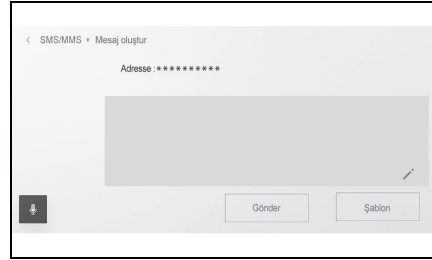 < SMS/MMS • Mesaj oluştur
Adresse :**********
Gönder
Şablon